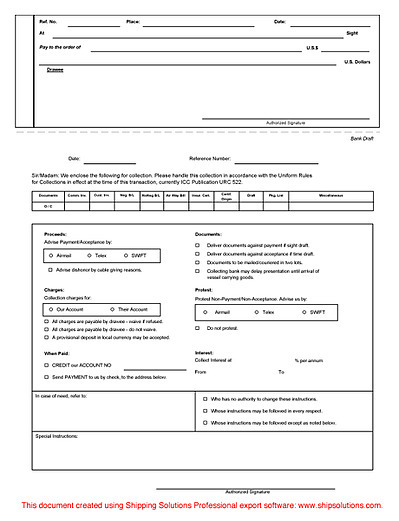 Ref. No. Place: Date:
At Sight
Pay to the order of U.S.$
U.S. Dollars
Drawee
Authorized Signature
Bank Draft
Date: Reference Number:
Sir/Madam: We enclose the following for collection. Please handle this collection in accordance with the Uniform Rules
for Collections in effect at the time of this transaction, currently ICC Publication URC 522.
Documents Comm. Inv. Cust. Inv. Neg. B/L NonNeg B/L Air Way Bill Insur. Cert. Certif. Origin Draft Pkg. List Miscellaneous
O / C
Proceeds: Documents:
Advise Payment/Acceptance by: Deliver documents against payment if sight draft.
Airmail Telex SWIFT Deliver documents against acceptance if time draft.
Documents to be mailed/couriered in two lots.
Advise dishonor by cable giving reasons. Collecting bank may delay presentation until arrival of
vessel carrying goods.
Charges: Protest:
Collection charges for: Protest Non-Payment/Non-Acceptance. Advise us by:
Our Account Their Account Airmail Telex SWIFT
All charges are payable by drawee - waive if refused.
All charges are payable by drawee - do not waive. Do not protest.
A provisional deposit in local currency may be accepted.
When Paid: Interest:
CREDIT our ACCOUNT NO Collect Interest at % per annum
Send PAYMENT to us by check, to the address below. From To
In case of need, refer to: Who has no authority to change these instructions.
Whose instructions may be followed in every respect.
Whose instructions may be followed except as noted below.
Special Instructions:
Authorized Signature
This document created using Shipping Solutions Professional export software: www.shipsolutions.com.